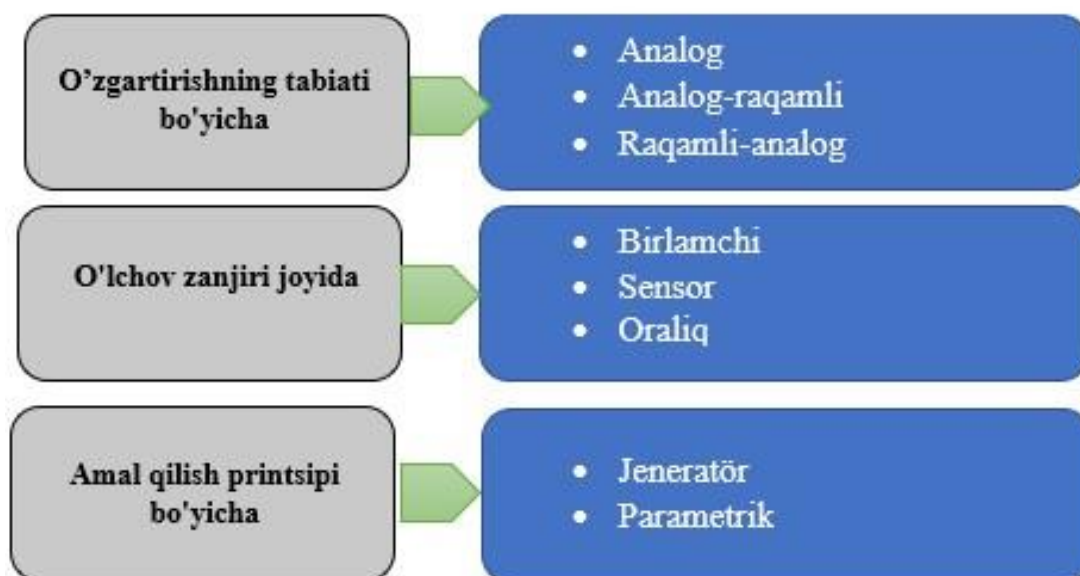 O’zgartirishning tabiati
bo'yicha
• Analog
• Analog-raqamli
• Raqamli-analog
O'lchov zanjiri joyida
• Birlamchi
• Sensor
• Oraliq
Amal qilish printsipi
bo'yicha
• Jeneratör
• Parametrik